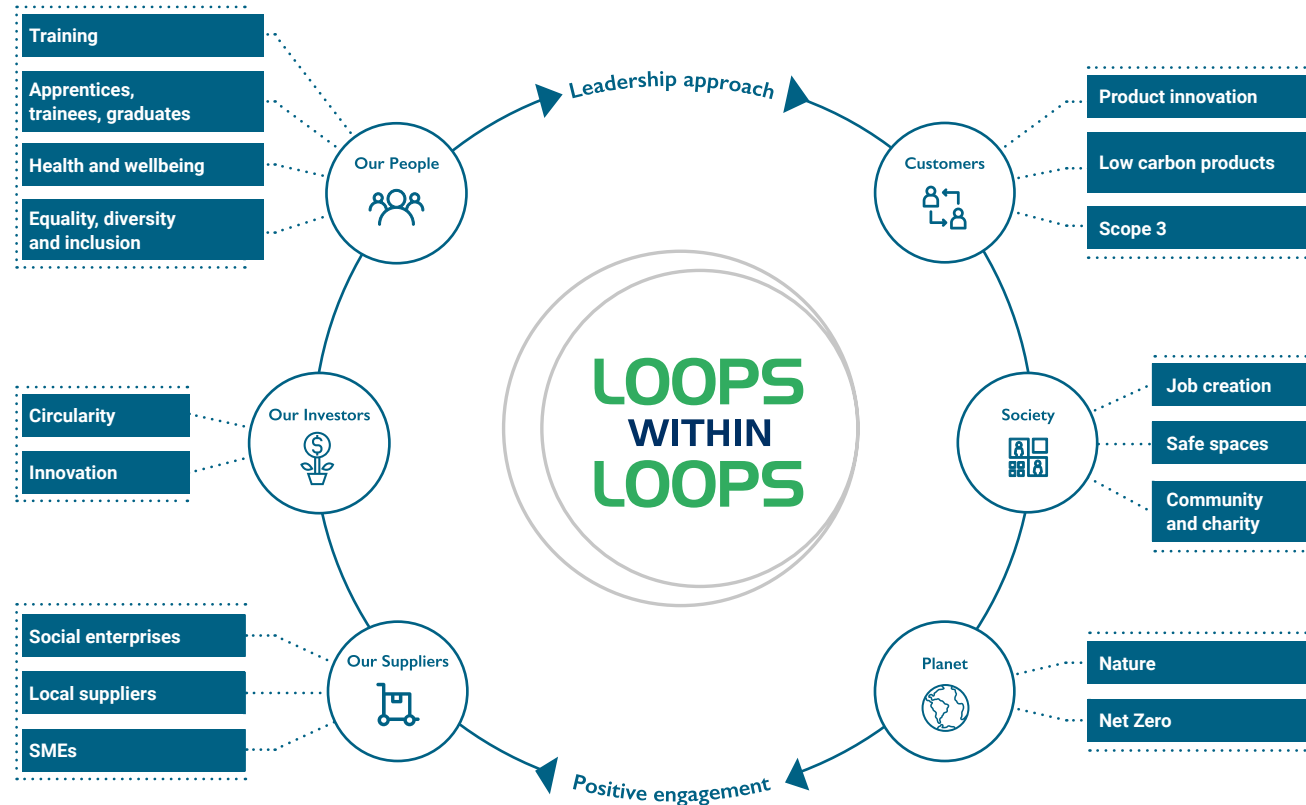 Training
Apprentices,
trainees, graduates
Health and wellbeing
Equality, diversity
and inclusion
Our People
Leadership approach
Customers
Product innovation
Low carbon products
Scope 3
Circularity
Innovation
Our Investors
LOOPS
WITHIN
LOOPS
Society
Job creation
Safe spaces
Community
and charity
Social enterprises
Local suppliers
SMEs
Our Suppliers
Positive engagement
Planet
Nature
Net Zero